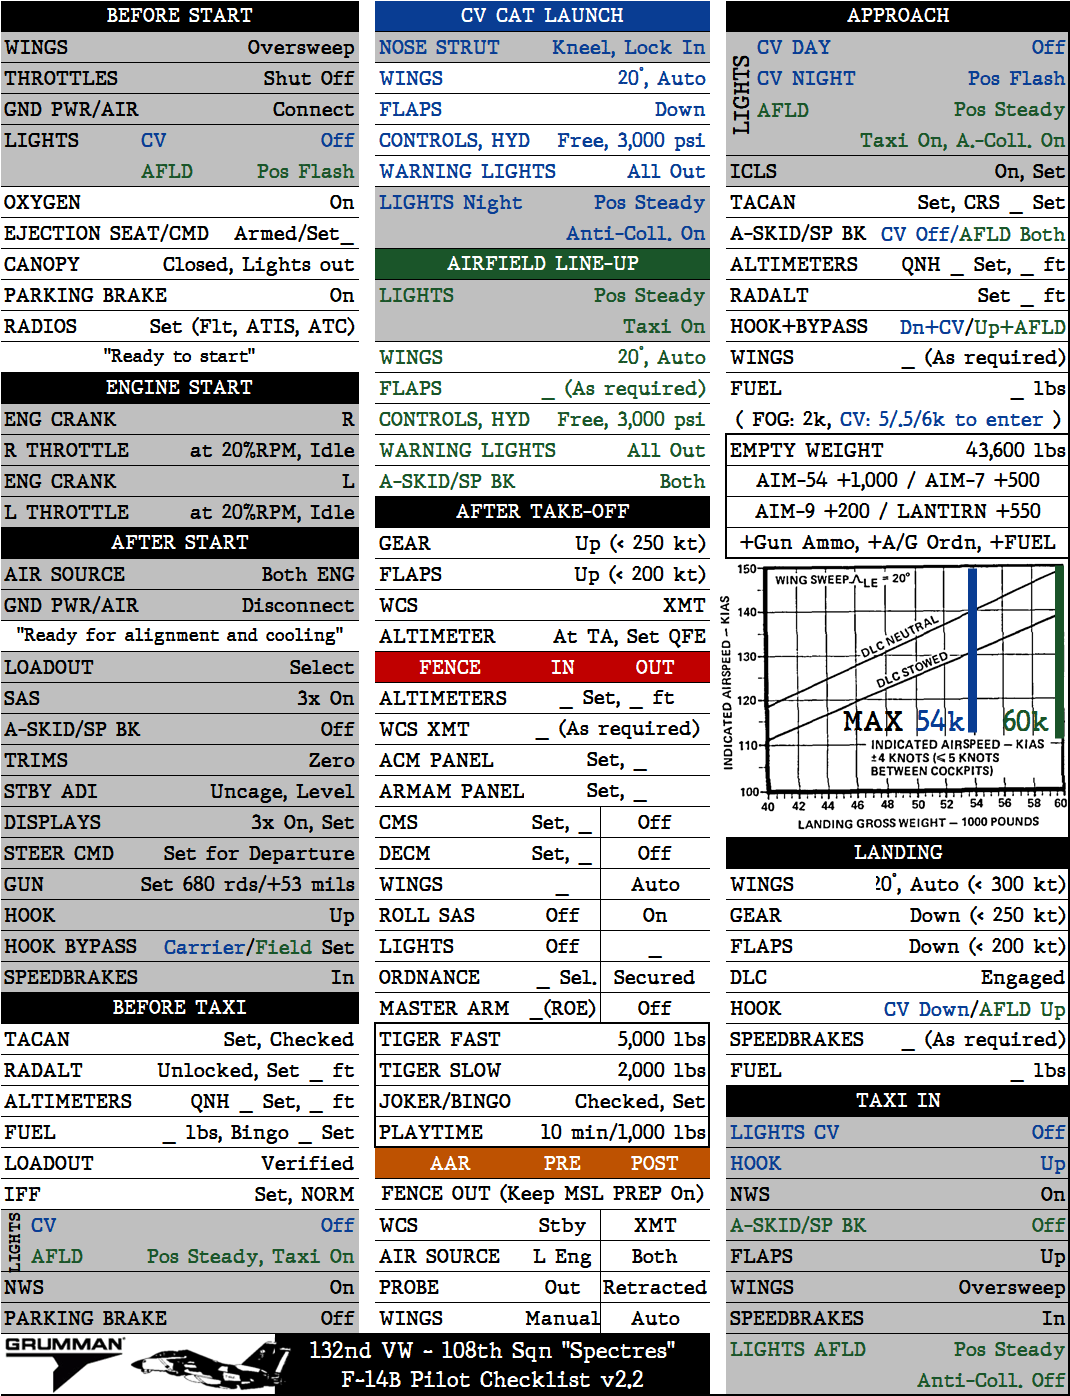 BEFORE START
WINGS Oversweep
THROTTLES Shut Off
GND PWR/AIR Connect
LIGHTS CV Off
AFLD Pos Flash
OXYGEN On
EJECTION SEAT/CMD Armed/Set_
CANOPY Closed, Lights out
PARKING BRAKE On
RADIOS Set (Flt, ATIS, ATC)
"Ready to start"
ENGINE START
ENG CRANK R
R THROTTLE at 20%RPM, Idle
ENG CRANK L
L THROTTLE at 20%RPM, Idle
AFTER START
AIR SOURCE Both ENG
GND PWR/AIR Disconnect
"Ready for alignment and cooling"
LOADOUT Select
SAS 3x On
A-SKID/SP BK Off
TRIMS Zero
STBY ADI Uncage, Level
DISPLAYS 3x On, Set
STEER CMD Set for Departure
GUN Set 680 rds/+53 mils
HOOK Up
HOOK BYPASS Carrier/Field Set
SPEEDBRAKES In
BEFORE TAXI
TACAN Set, Checked
RADALT Unlocked, Set _ ft
ALTIMETERS QNH _ Set, _ ft
FUEL _ lbs, Bingo _ Set
LOADOUT Verified
IFF Set, NORM
LIGHTS
CV Off
AFLD Pos Steady, Taxi On
NWS On
PARKING BRAKE Off
GRUMMAN
CV CAT LAUNCH
NOSE STRUT Kneel, Lock In
WINGS 20°, Auto
FLAPS Down
CONTROLS, HYD Free, 3,000 psi
WARNING LIGHTS All Out
LIGHTS Night Pos Steady
Anti-Coll. On
AIRFIELD LINE-UP
LIGHTS Pos Steady
Taxi On
WINGS 20°, Auto
FLAPS _ (As required)
CONTROLS, HYD Free, 3,000 psi
WARNING LIGHTS All Out
A-SKID/SP BK Both
AFTER TAKE-OFF
GEAR Up (< 250 kt)
FLAPS Up (< 200 kt)
WCS XMT
ALTIMETER At TA, Set QFE
FENCE IN OUT
ALTIMETERS _ Set, _ ft
WCS XMT _ (As required)
ACM PANEL Set, _
ARMAM PANEL Set, _
CMS Set, _ Off
DECM Set, _ Off
WINGS _ Auto
ROLL SAS Off On
LIGHTS Off _
ORDNANCE _ Sel. Secured
MASTER ARM _(ROE) Off
TIGER FAST 5,000 lbs
TIGER SLOW 2,000 lbs
JOKER/BINGO Checked, Set
PLAYTIME 10 min/1,000 lbs
AAR PRE POST
FENCE OUT (Keep MSL PREP On)
WCS Stby XMT
AIR SOURCE L Eng Both
PROBE Out Retracted
WINGS Manual Auto
132nd VW - 108th Sqn "Spectres"
F-14B Pilot Checklist v2.2
APPROACH
LIGHTS
CV DAY Off
CV NIGHT Pos Flash
AFLD Pos Steady
Taxi On, A.-Coll. On
ICLS On, Set
TACAN Set, CRS _ Set
A-SKID/SP BK CV Off/AFLD Both
ALTIMETERS QNH _ Set, _ ft
RADALT Set _ ft
HOOK+BYPASS Dn+CV/Up+AFLD
WINGS _ (As required)
FUEL _ lbs
( FOG: 2k, CV: 5/.5/6k to enter )
EMPTY WEIGHT 43,600 lbs
AIM-54 +1,000 / AIM-7 +500
AIM-9 +200 / LANTIRN +550
+Gun Ammo, +A/G Ordn, +FUEL
WING SWEEP ΛLE = 20°
INDICATED AIRSPEED – KIAS
150
140
130
120
110
100
DLC NEUTRAL
DLC STOWED
MAX 54k 60k
INDICATED AIRSPEED – KIAS
±4 KNOTS (≤ 5 KNOTS
BETWEEN COCKPITS)
40 42 44 46 48 50 52 54 56 58 60
LANDING GROSS WEIGHT – 1000 POUNDS
LANDING
WINGS 20°, Auto (< 300 kt)
GEAR Down (< 250 kt)
FLAPS Down (< 200 kt)
DLC Engaged
HOOK CV Down/AFLD Up
SPEEDBRAKES _ (As required)
FUEL _ lbs
TAXI IN
LIGHTS CV Off
HOOK Up
NWS On
A-SKID/SP BK Off
FLAPS Up
WINGS Oversweep
SPEEDBRAKES In
LIGHTS AFLD Pos Steady
Anti-Coll. Off